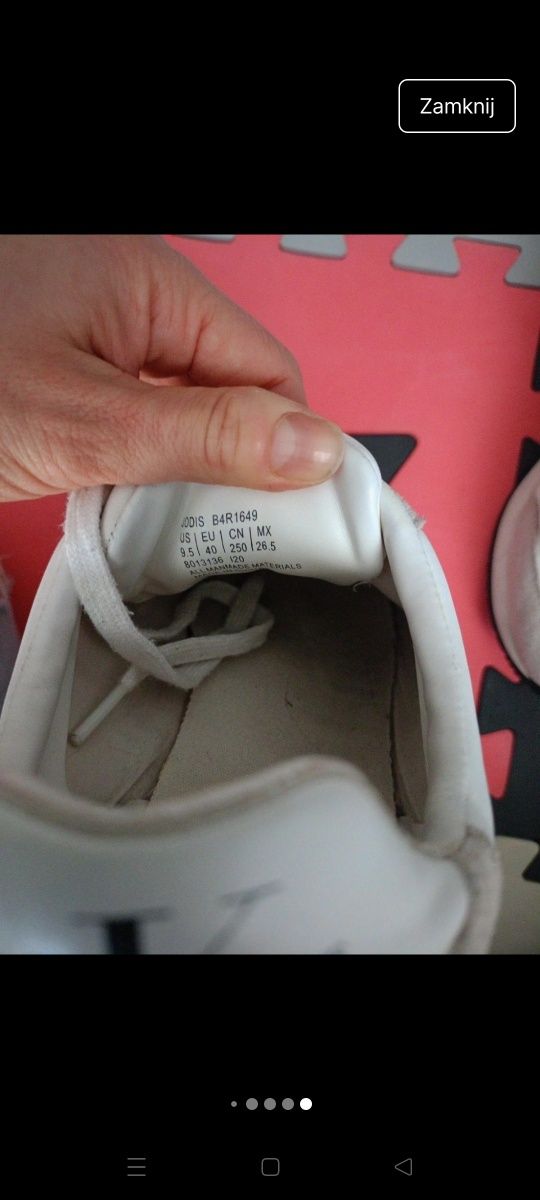 Zamknij
JODIS B4R1649
US | EU | CN | MX
9.5 | 40 | 250 | 26.5
8013136 I20
ALL MANMADE MATERIALS
K